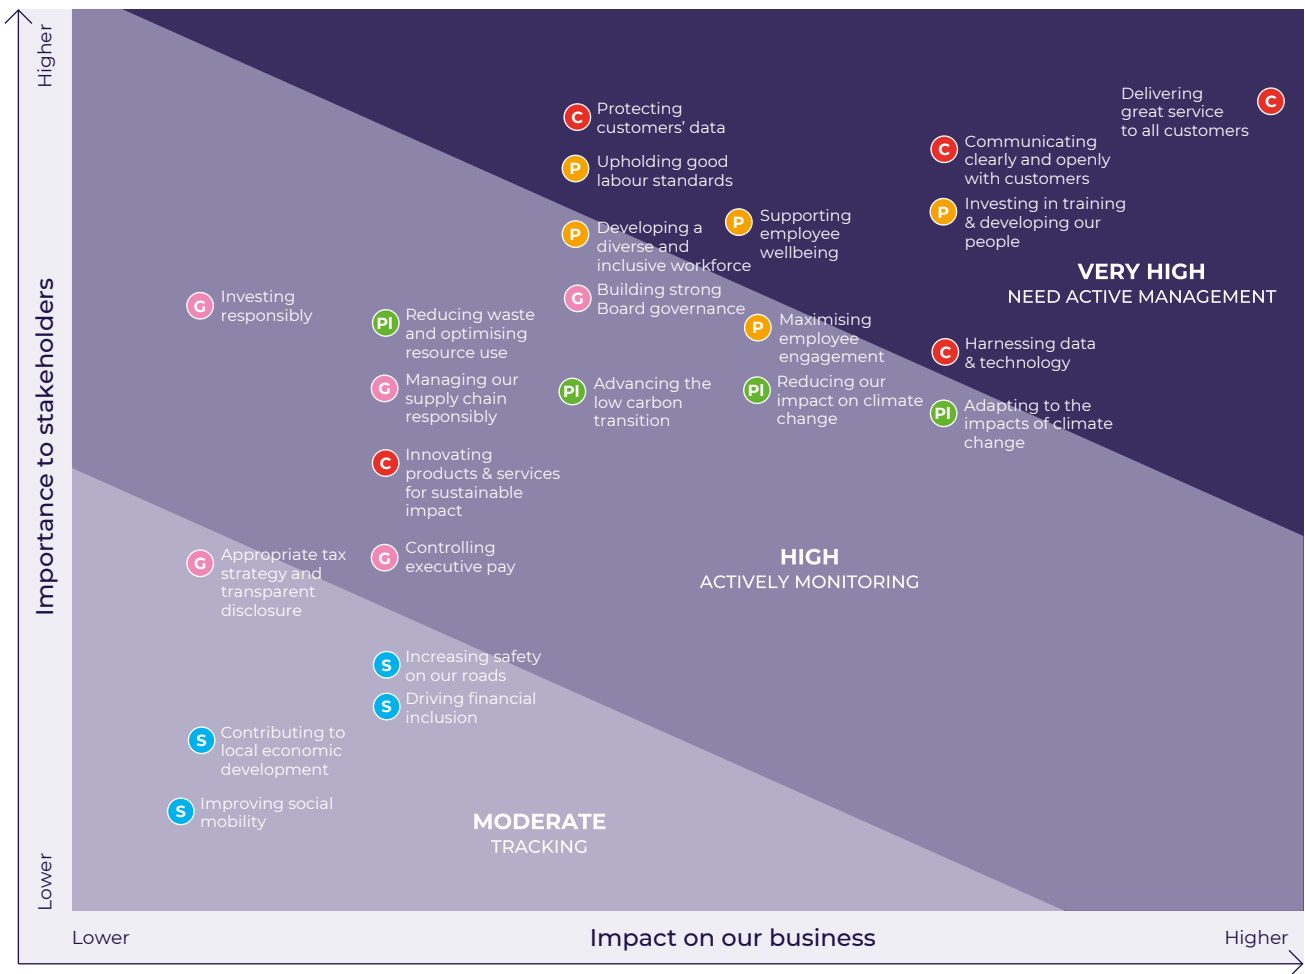 Higher
Importance to stakeholders
Lower
C
Protecting
customers’ data
P
Upholding good
labour standards
P
Developing a
diverse and
inclusive workforce
G
Building strong
Board governance
P
Supporting
employee
wellbeing
Delivering
great service
to all customers
C
C
Communicating
clearly and openly
with customers
P
Investing in training
& developing our
people
VERY HIGH
NEED ACTIVE MANAGEMENT
G
Investing
responsibly
PI
Reducing waste
and optimising
resource use
G
Managing our
supply chain
responsibly
C
Innovating
products & services
for sustainable
impact
G
Controlling
executive pay
PI
Advancing the
low carbon
transition
P
Maximising
employee
engagement
PI
Reducing our
impact on climate
change
C
Harnessing data
& technology
PI
Adapting to the
impacts of climate
change
HIGH
ACTIVELY MONITORING
G
Appropriate tax
strategy and
transparent
disclosure
S
Increasing safety
on our roads
S
Driving financial
inclusion
S
Contributing to
local economic
development
S
Improving social
mobility
MODERATE
TRACKING
Lower
Impact on our business
Higher